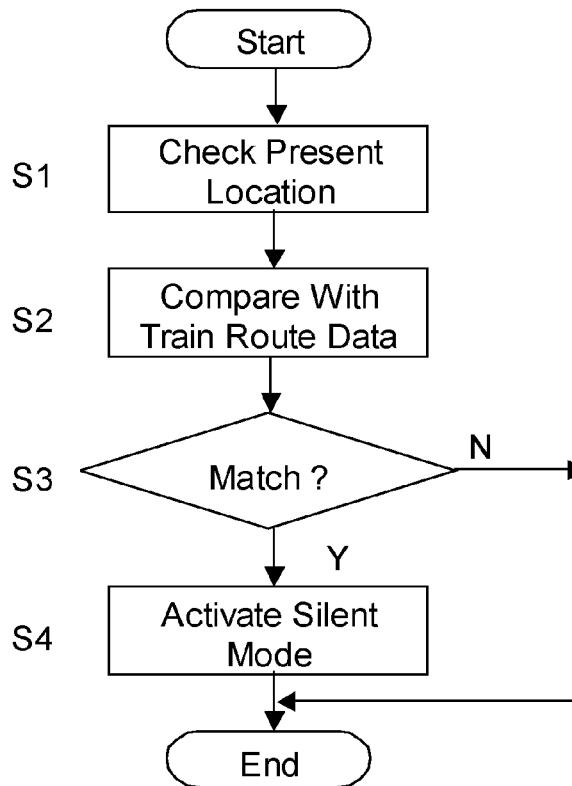 Start
S1
Check Present
Location
S2
Compare With
Train Route Data
S3
Match ?
N
Y
S4
Activate Silent
Mode
End